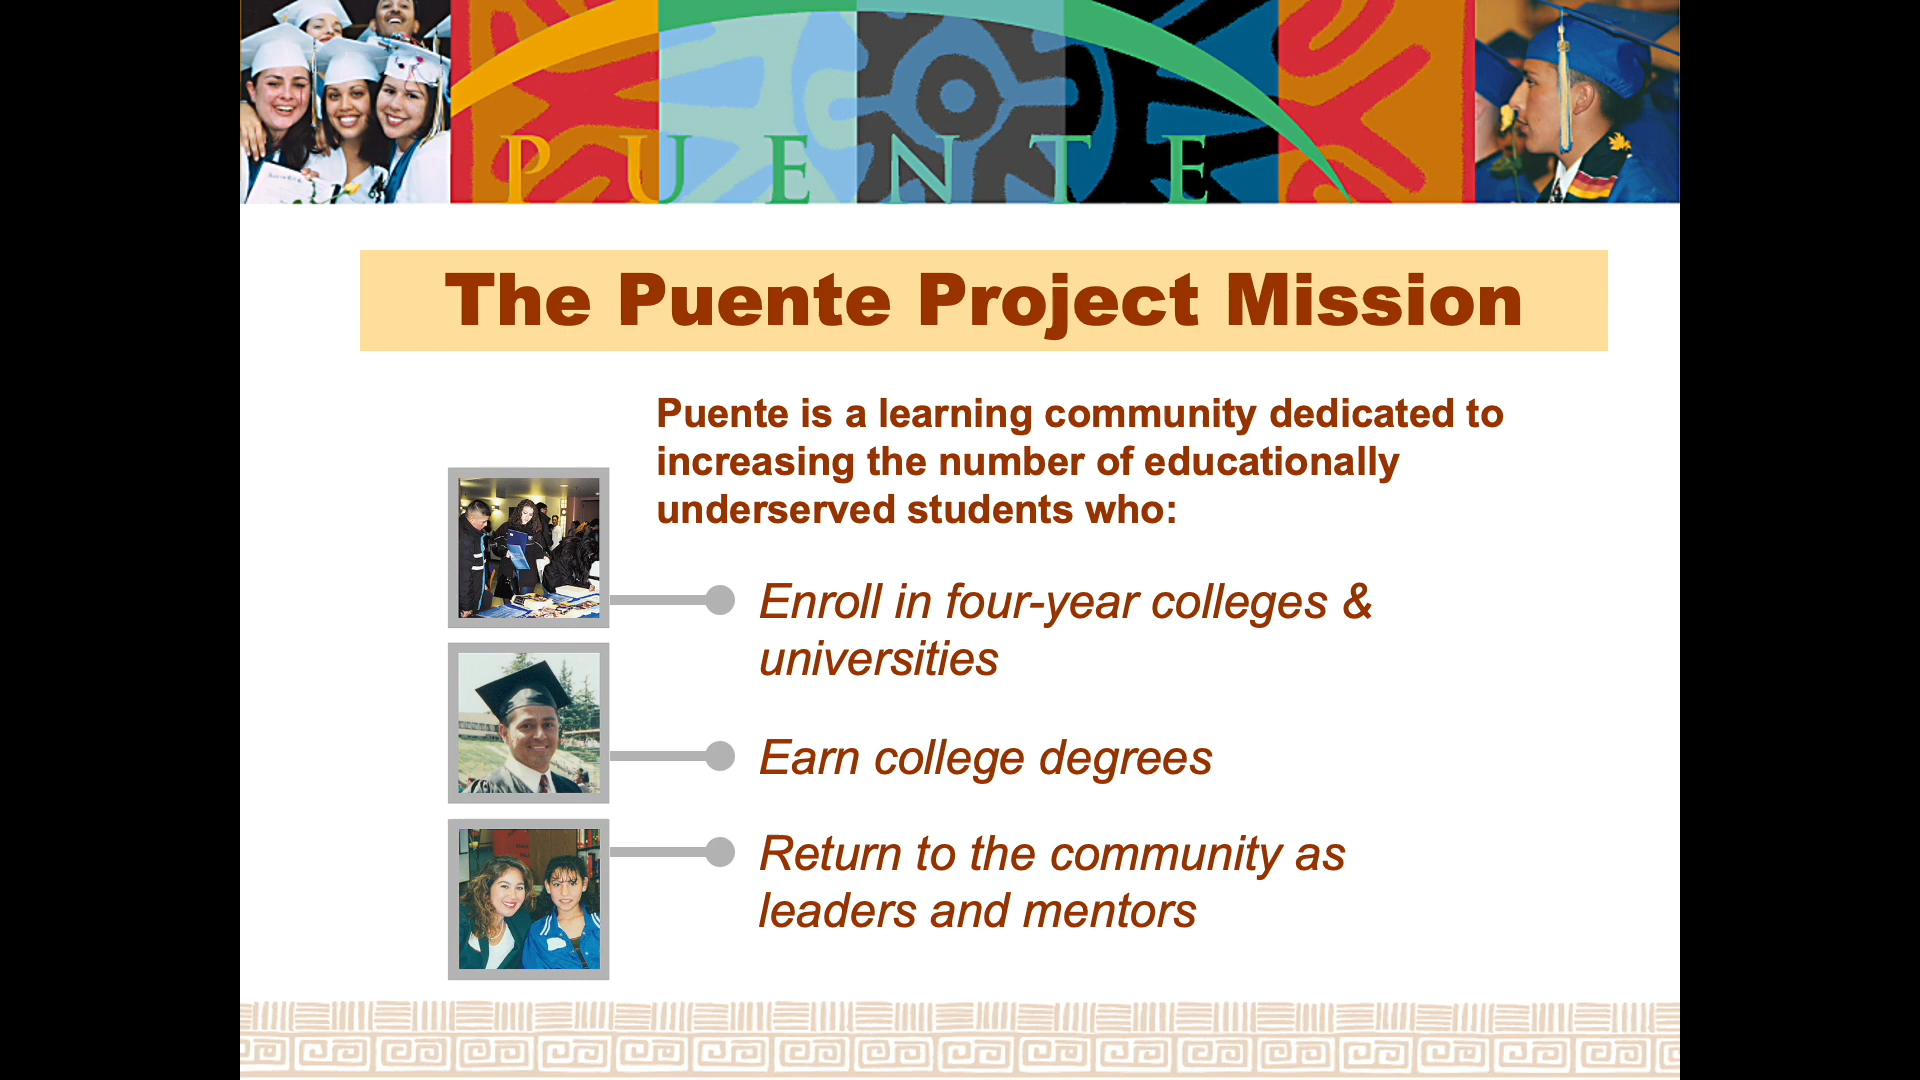 PUENTE
The Puente Project Mission
Puente is a learning community dedicated to
increasing the number of educationally
underserved students who:
Enroll in four-year colleges &
universities
Earn college degrees
Return to the community as
leaders and mentors